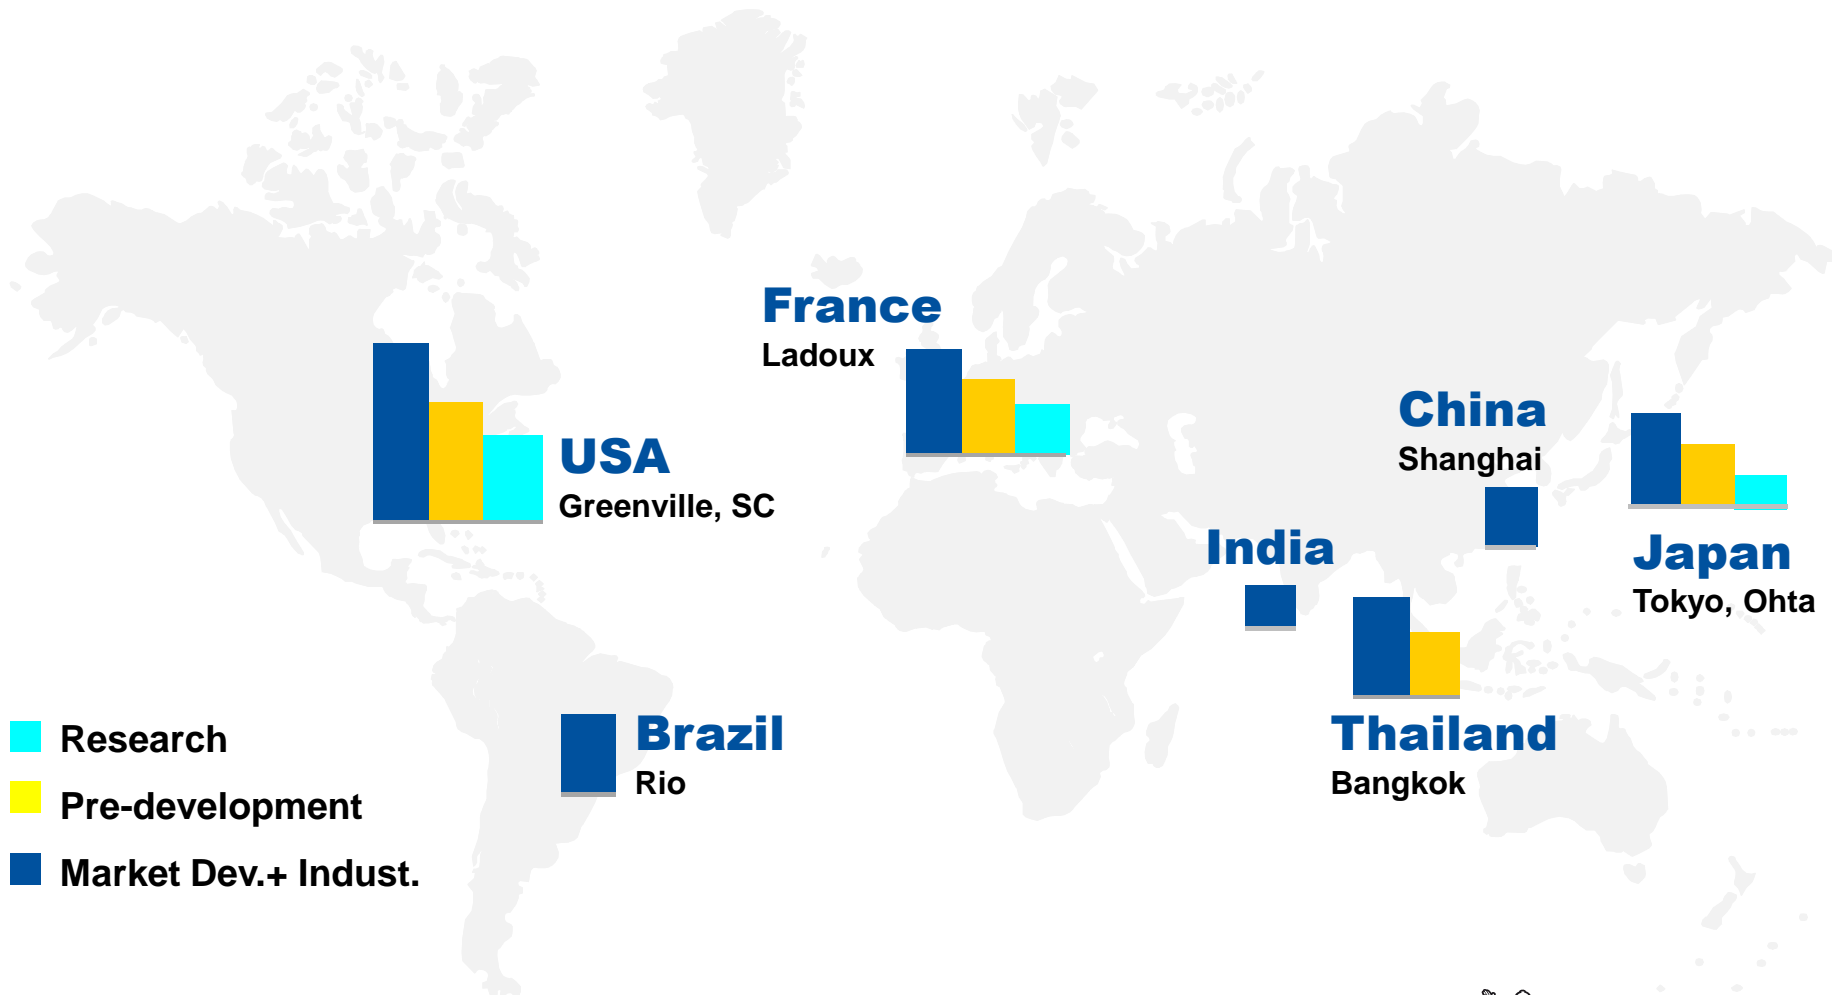 France
Ladoux
USA
Greenville, SC
China
Shanghai
India
Japan
Tokyo, Ohta
Brazil
Rio
Thailand
Bangkok
Research
Pre-development
Market Dev.+ Indust.